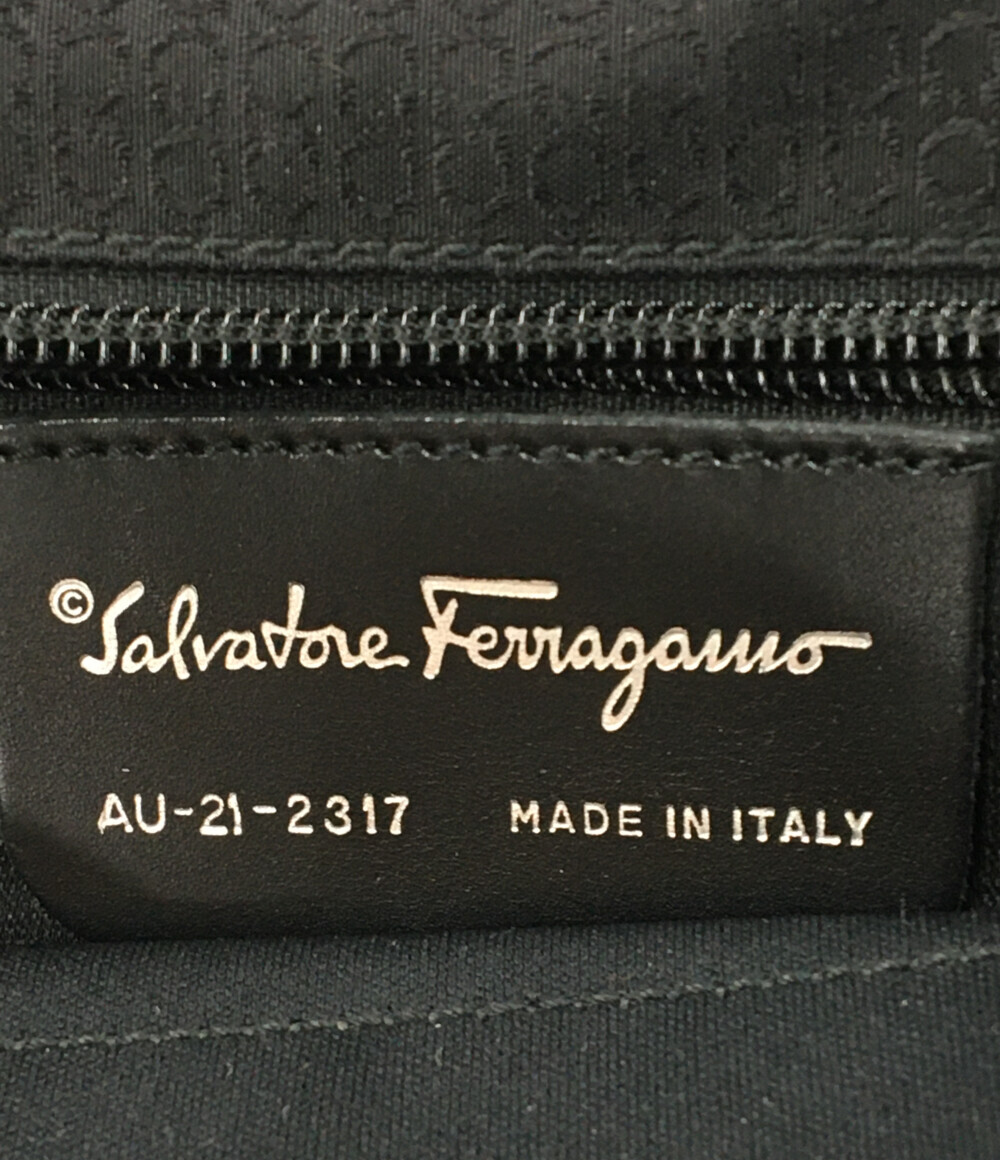 ©Salvatore Ferragamo
AU-21-2317 MADE IN ITALY